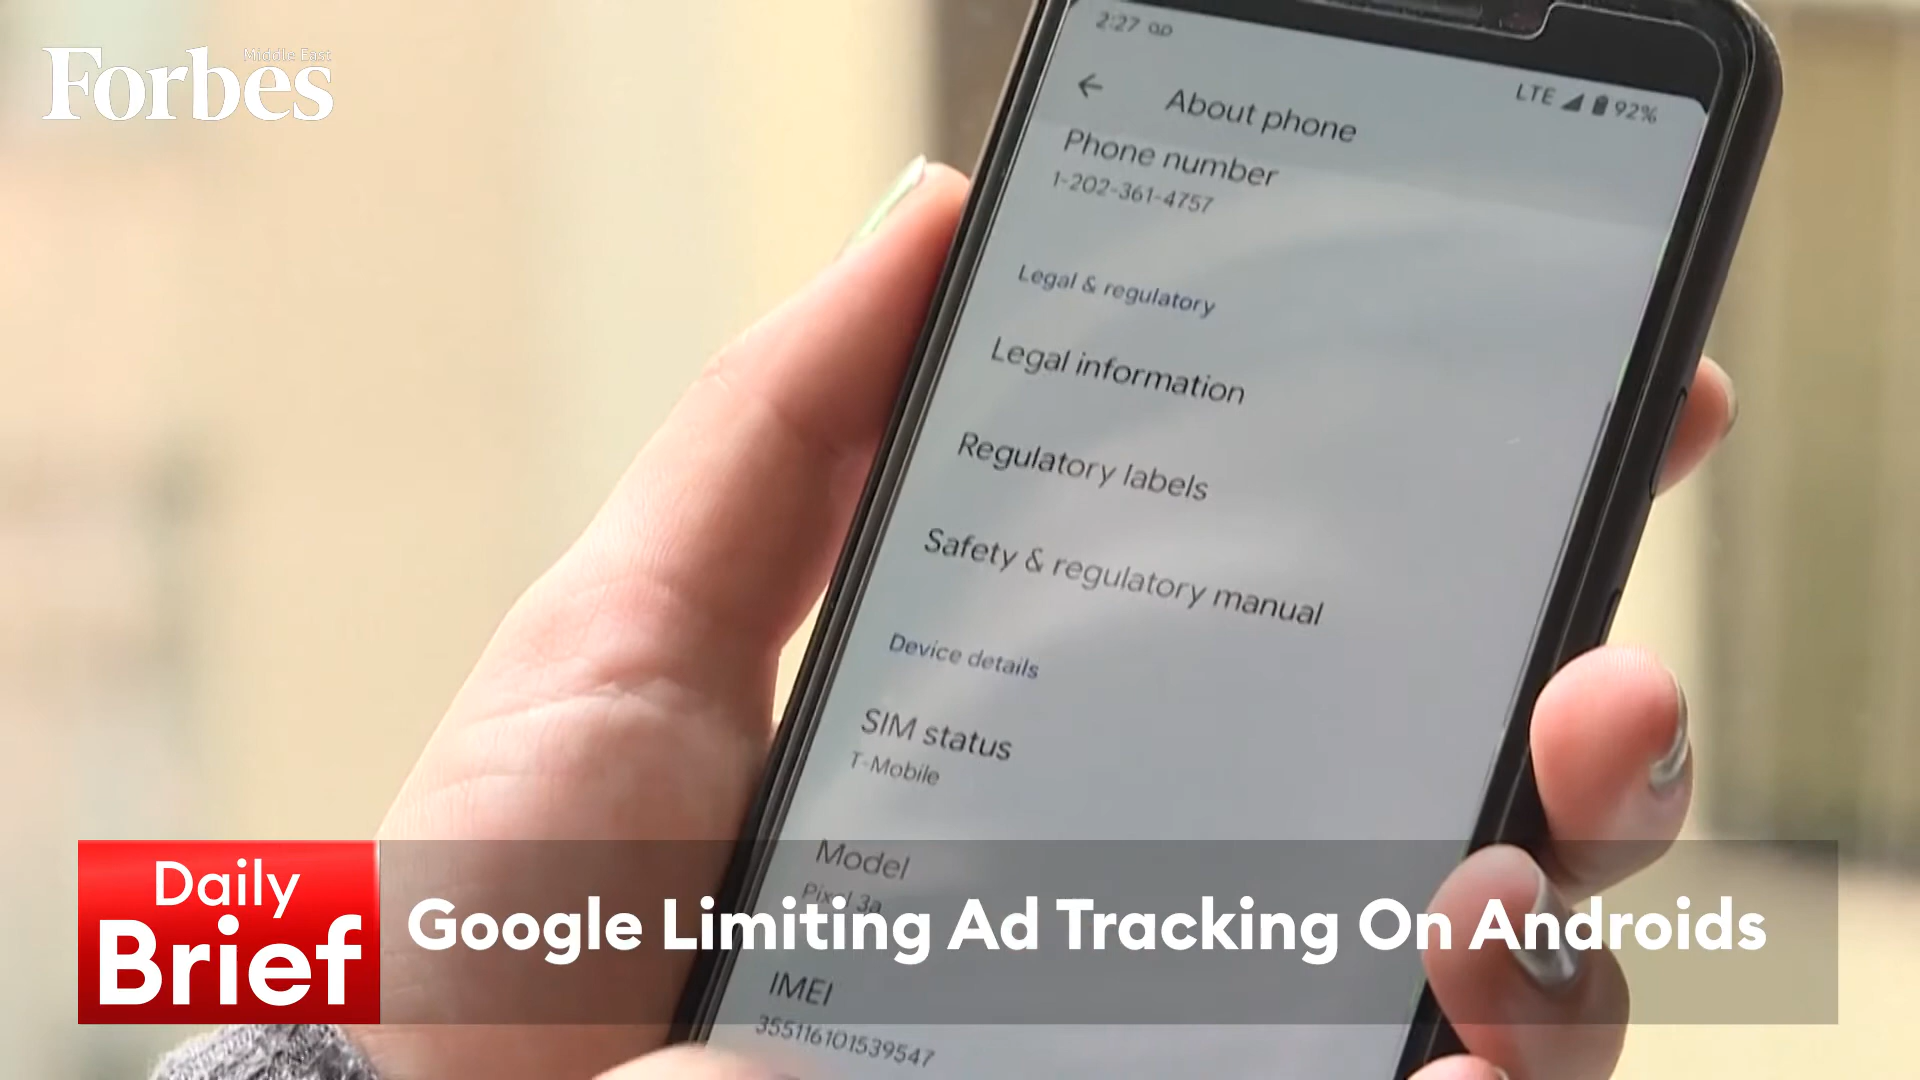 Forbes
Middle East
2:27
LTE 92%
About phone
Phone number
1-202-361-4757
Legal & regulatory
Legal information
Regulatory labels
Safety & regulatory manual
Device details
SIM status
T-Mobile
Model
Pixel 3a
IMEI
355116101539547
Daily
Brief
Google Limiting Ad Tracking On Androids